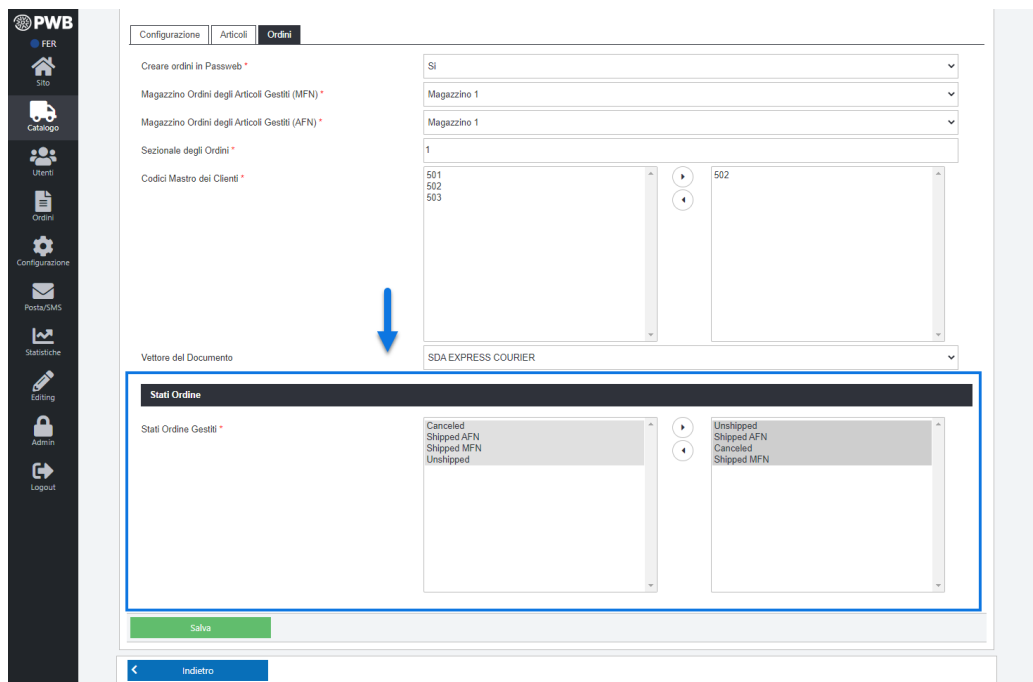 PWB
FER
Sito
Catalogo
Utenti
Ordini
Configurazione
Posta/SMS
Statistiche
Editing
Admin
Logout
Configurazione Articoli Ordini
Creare ordini in Passweb * Si
Magazzino Ordini degli Articoli Gestiti (MFN) * Magazzino 1
Magazzino Ordini degli Articoli Gestiti (AFN) * Magazzino 1
Sezionale degli Ordini * 1
Codici Mastro dei Clienti *
501
502
503
502
Vettore del Documento SDA EXPRESS COURIER
Stati Ordine
Stati Ordine Gestiti *
Canceled
Shipped AFN
Shipped MFN
Unshipped
Unshipped
Shipped AFN
Canceled
Shipped MFN
Salva
Indietro